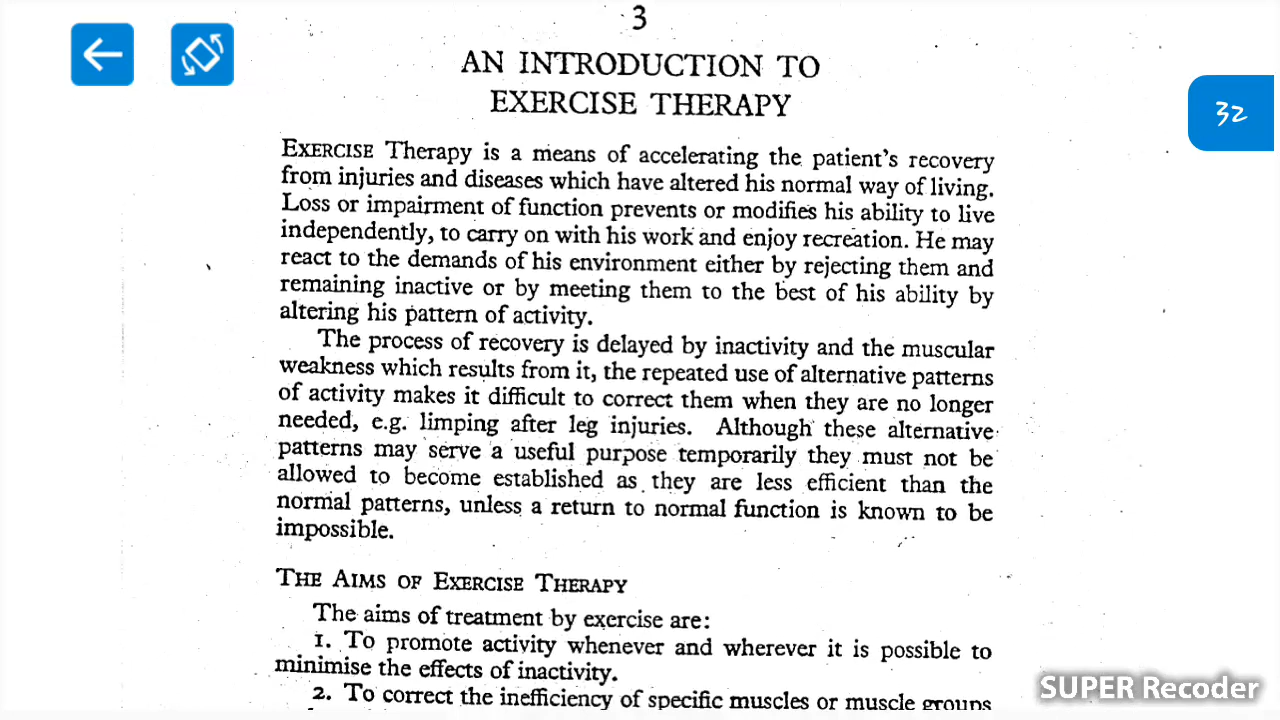 3
AN INTRODUCTION TO
EXERCISE THERAPY
32
EXERCISE Therapy is a means of accelerating the patient's recovery
from injuries and diseases which have altered his normal way of living.
Loss or impairment of function prevents or modifies his ability to live
independently, to carry on with his work and enjoy recreation. He may
react to the demands of his environment either by rejecting them and
remaining inactive or by meeting them to the best of his ability by
altering his pattern of activity.
The process of recovery is delayed by inactivity and the muscular
weakness which results from it, the repeated use of alternative patterns
of activity makes it difficult to correct them when they are no longer
needed, e.g. limping after leg injuries. Although these alternative
patterns may serve a useful purpose temporarily they must not be
allowed to become established as they are less efficient than the
normal patterns, unless a return to normal function is known to be
impossible.
THE AIMS OF EXERCISE THERAPY
The aims of treatment by exercise are:
1. To promote activity whenever and wherever it is possible to
minimise the effects of inactivity.
2. To correct the inefficiency of specific muscles or muscle groups
SUPER Recoder